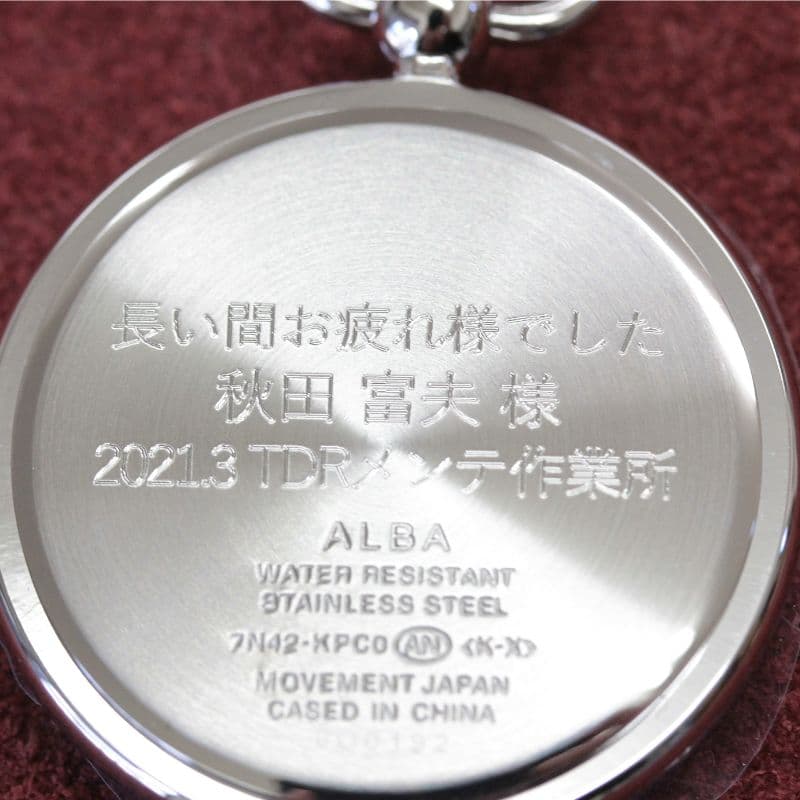 長い間お疲れ様でした
秋田 富夫 様
2021.3 TDRメンテ作業所
ALBA
WATER RESISTANT
STAINLESS STEEL
7N42-KPC0 AN <K-X>
MOVEMENT JAPAN
CASED IN CHINA